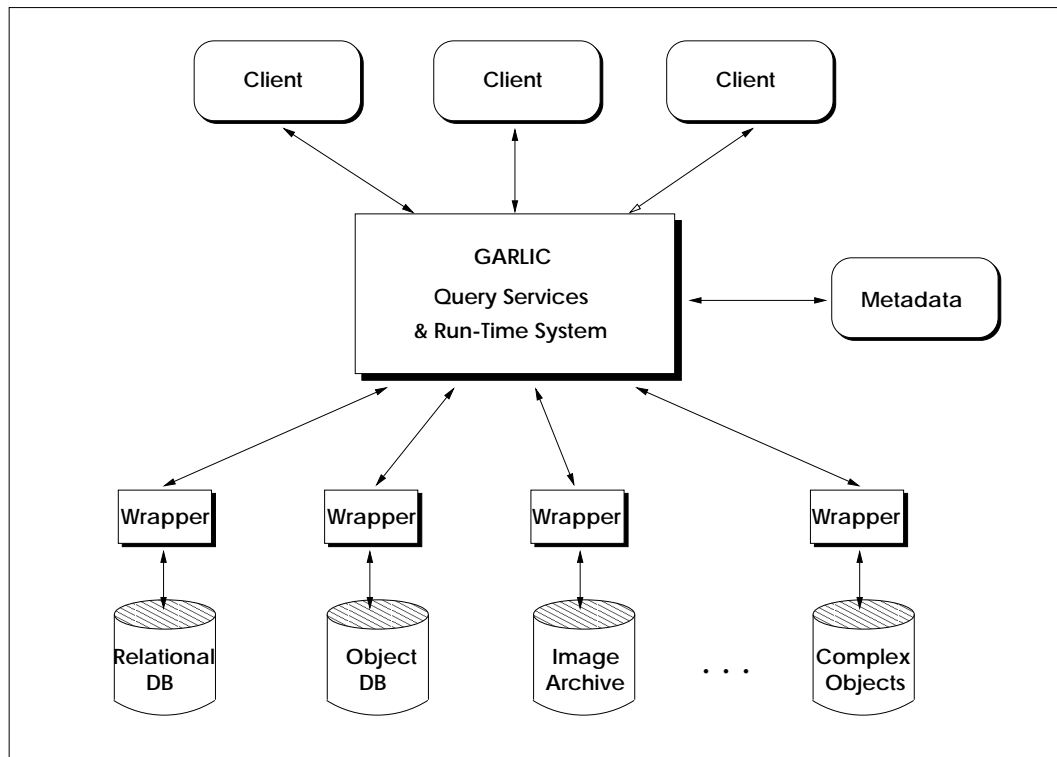 Client
Client
Client
GARLIC
Query Services
& Run-Time System
Metadata
Wrapper
Wrapper
Wrapper
Wrapper
Relational
DB
Object
DB
Image
Archive
. . .
Complex
Objects